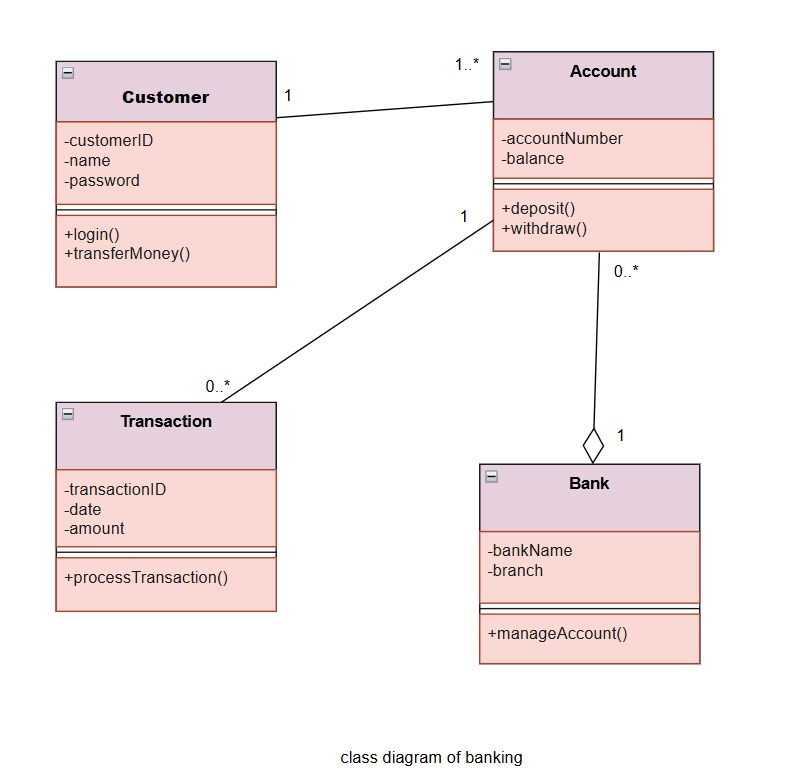 Customer
-customerID
-name
-password
+login()
+transferMoney()
1
1..*
Account
-accountNumber
-balance
+deposit()
+withdraw()
1
0..*
0..*
1
Transaction
-transactionID
-date
-amount
+processTransaction()
Bank
-bankName
-branch
+manageAccount()
class diagram of banking